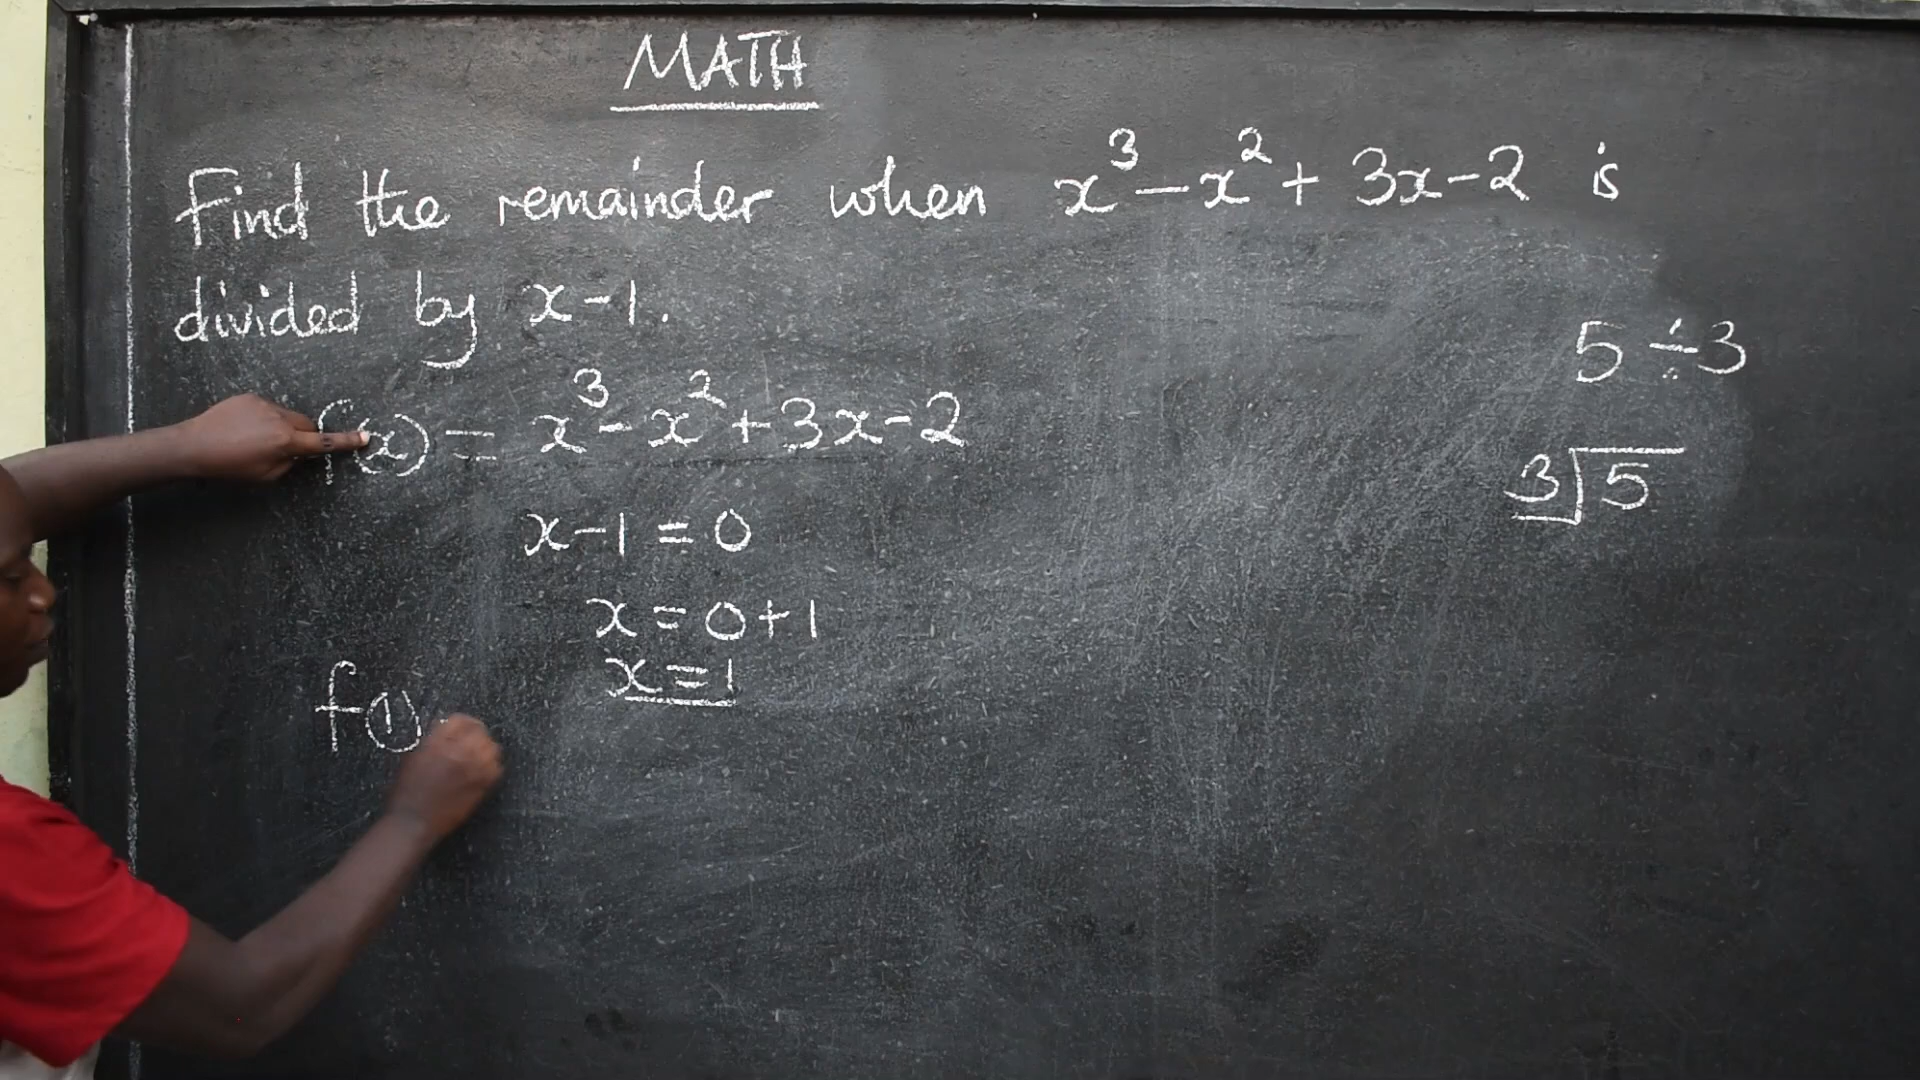 MATH
Find the remainder when x³ - x² + 3x - 2 is
divided by x - 1.
f(x) = x³ - x² + 3x - 2
x - 1 = 0
x = 0 + 1
x = 1
f(1)
5 ÷ 3
3⟌5